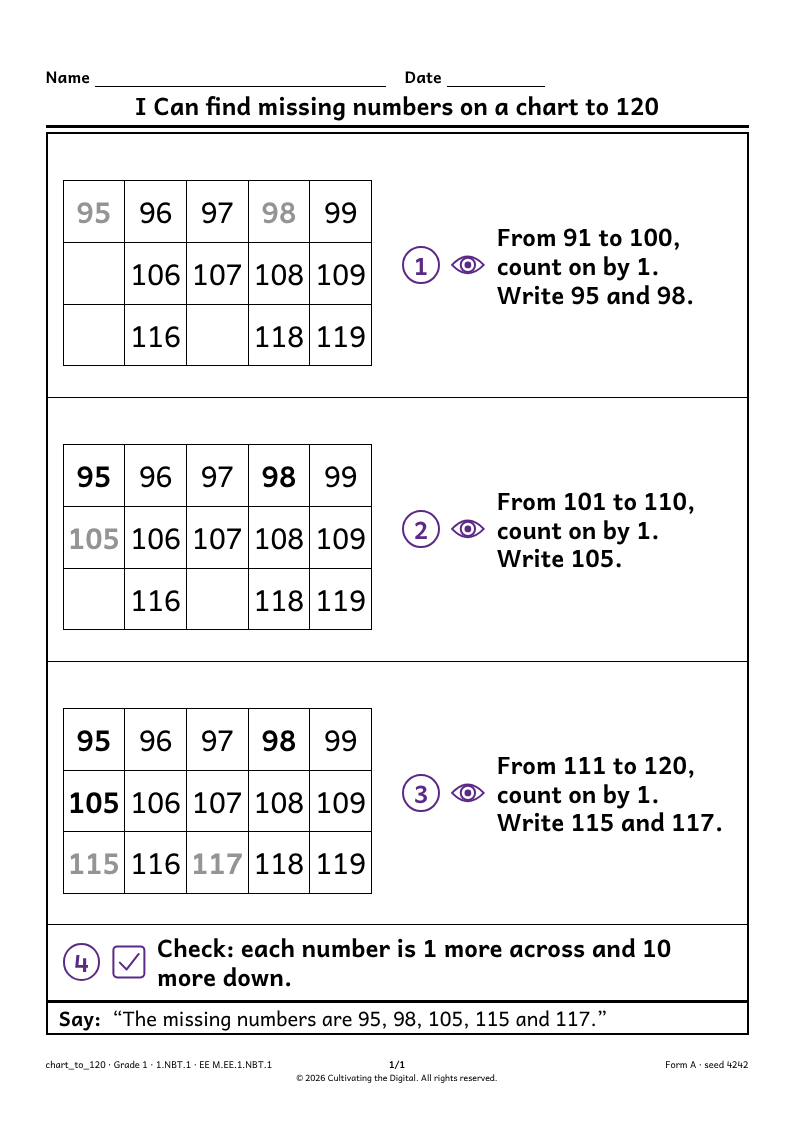 Name Date
I Can find missing numbers on a chart to 120
95 96 97 98 99
106 107 108 109
116 118 119
1 From 91 to 100,
count on by 1.
Write 95 and 98.
95 96 97 98 99
105 106 107 108 109
116 118 119
2 From 101 to 110,
count on by 1.
Write 105.
95 96 97 98 99
105 106 107 108 109
115 116 117 118 119
3 From 111 to 120,
count on by 1.
Write 115 and 117.
4 Check: each number is 1 more across and 10
more down.
Say: “The missing numbers are 95, 98, 105, 115 and 117.”
chart_to_120 · Grade 1 · 1.NBT.1 · EE M.EE.1.NBT.1 1/1 Form A · seed 4242
© 2026 Cultivating the Digital. All rights reserved.